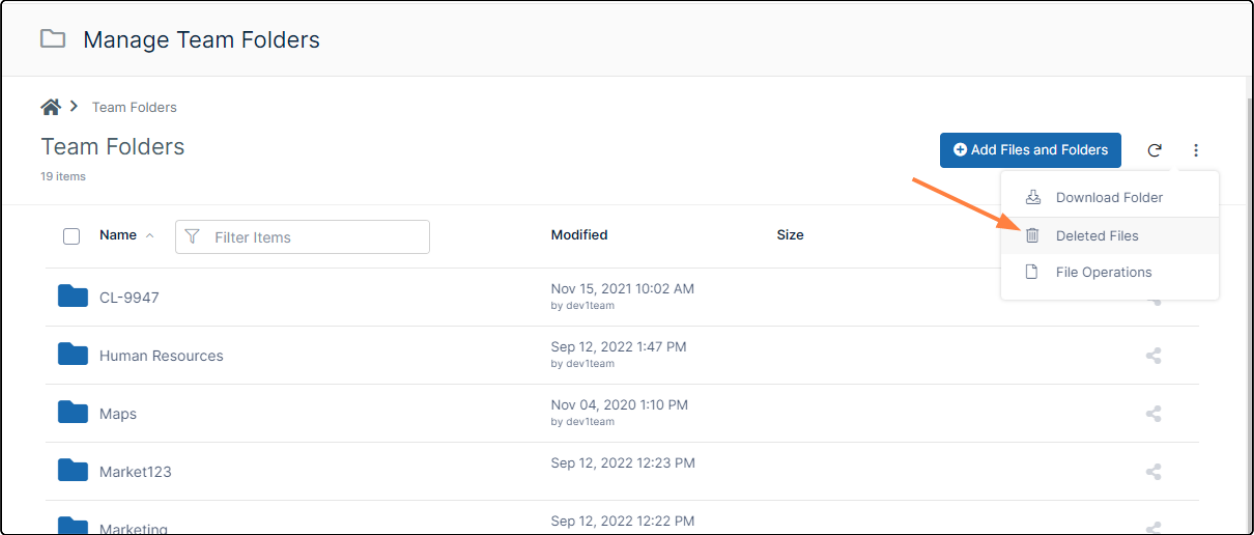 Manage Team Folders
Team Folders
Team Folders
19 items
Add Files and Folders
Download Folder
Deleted Files
File Operations
Name
Filter Items
Modified
Size
CL-9947
Nov 15, 2021 10:02 AM
by dev1team
Human Resources
Sep 12, 2022 1:47 PM
by dev1team
Maps
Nov 04, 2020 1:10 PM
by dev1team
Market123
Sep 12, 2022 12:23 PM
Marketing
Sep 12, 2022 12:22 PM